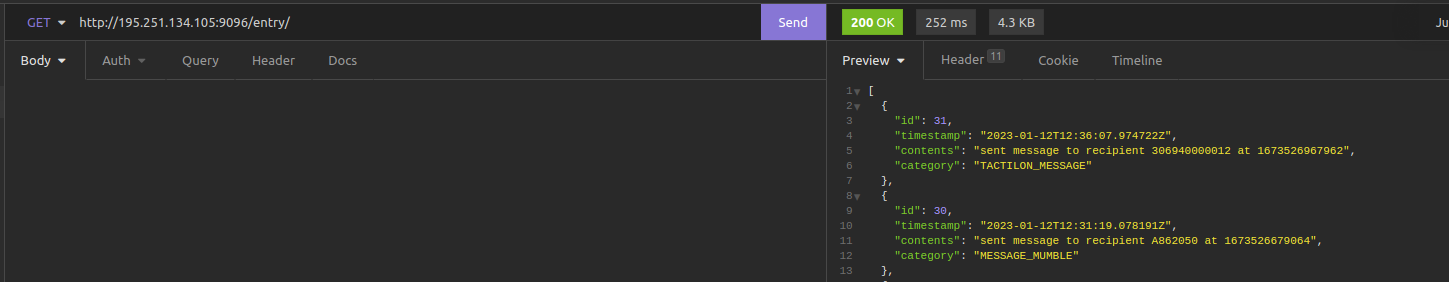 GET http://195.251.134.105:9096/entry/ Send 200 OK 252 ms 4.3 KB Ju
Body Auth Query Header Docs Preview Header 11 Cookie Timeline
1 [
2 {
3 "id": 31,
4 "timestamp": "2023-01-12T12:36:07.974722Z",
5 "contents": "sent message to recipient 306940000012 at 1673526967962",
6 "category": "TACTILON_MESSAGE"
7 },
8 {
9 "id": 30,
10 "timestamp": "2023-01-12T12:31:19.078191Z",
11 "contents": "sent message to recipient A862050 at 1673526679064",
12 "category": "MESSAGE_MUMBLE"
13 },